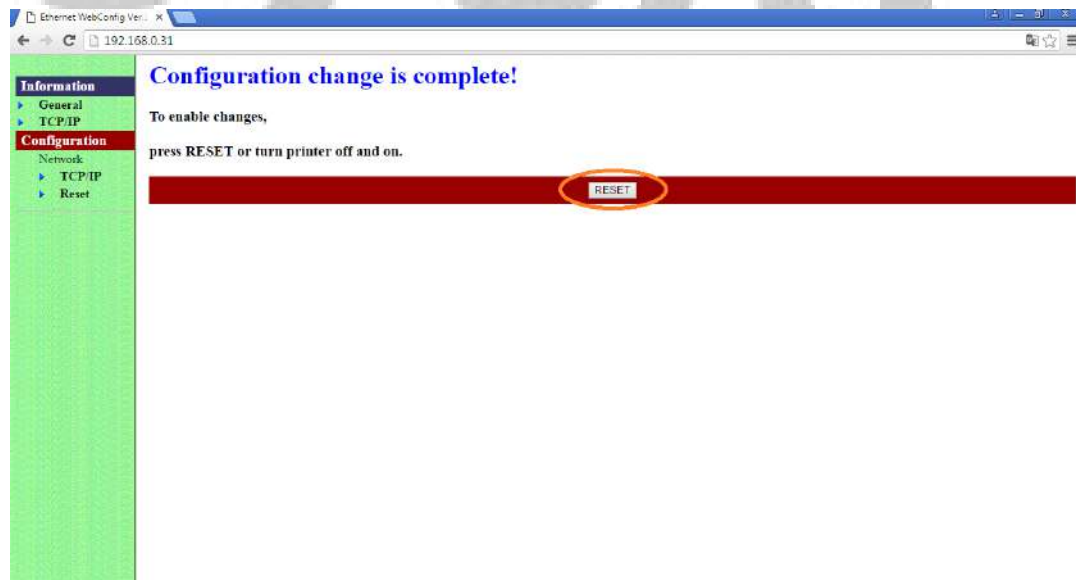 Ethernet WebConfig Ver..
192.168.0.31
Information
General
TCP/IP
Configuration
Network
TCP/IP
Reset
Configuration change is complete!
To enable changes,
press RESET or turn printer off and on.
RESET